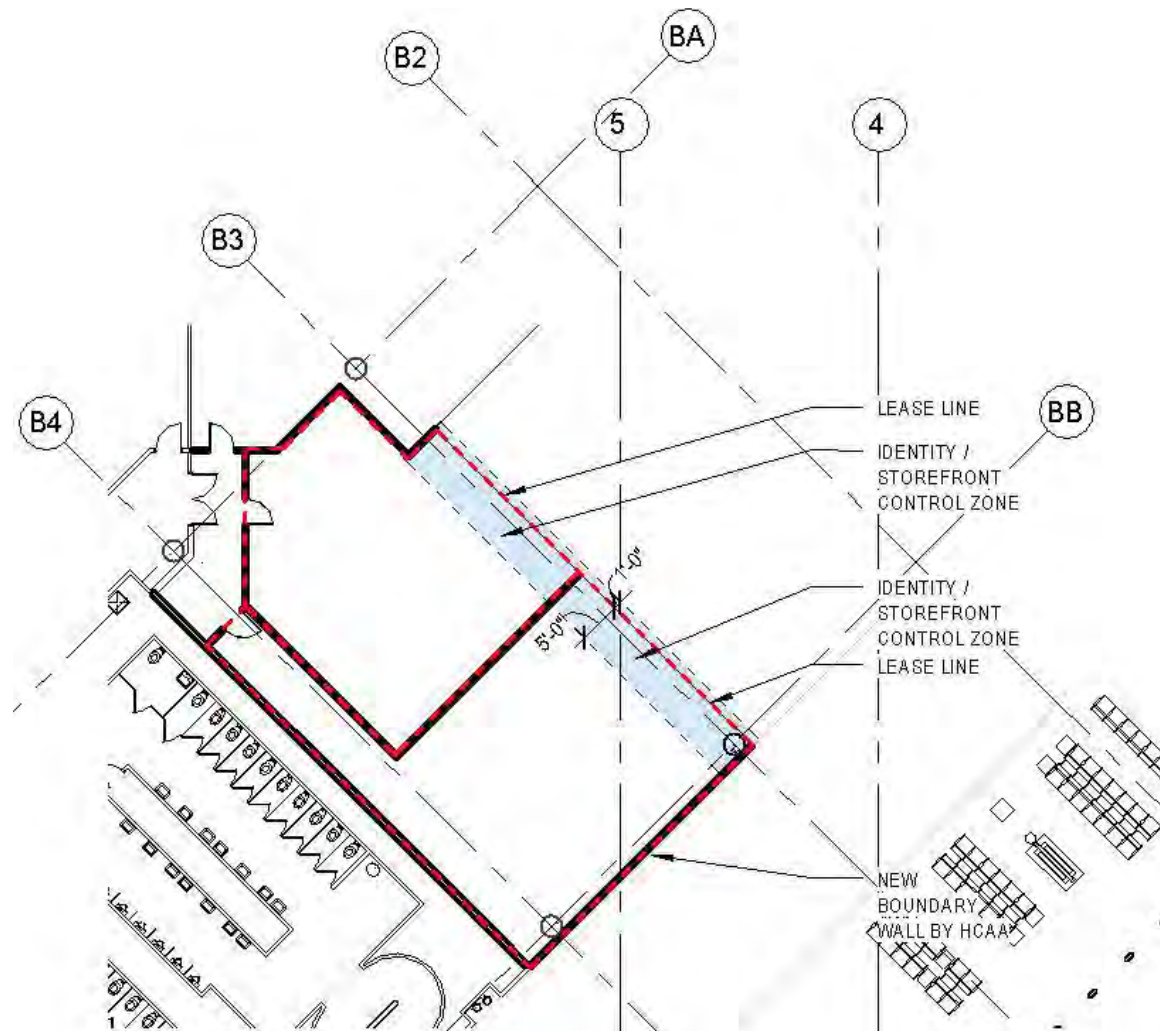 BA
B2
5
4
B3
B4
LEASE LINE
BB
IDENTITY /
STOREFRONT
CONTROL ZONE
1'-0"
5'-0"
IDENTITY /
STOREFRONT
CONTROL ZONE
LEASE LINE
NEW
BOUNDARY
WALL BY HCAA
1